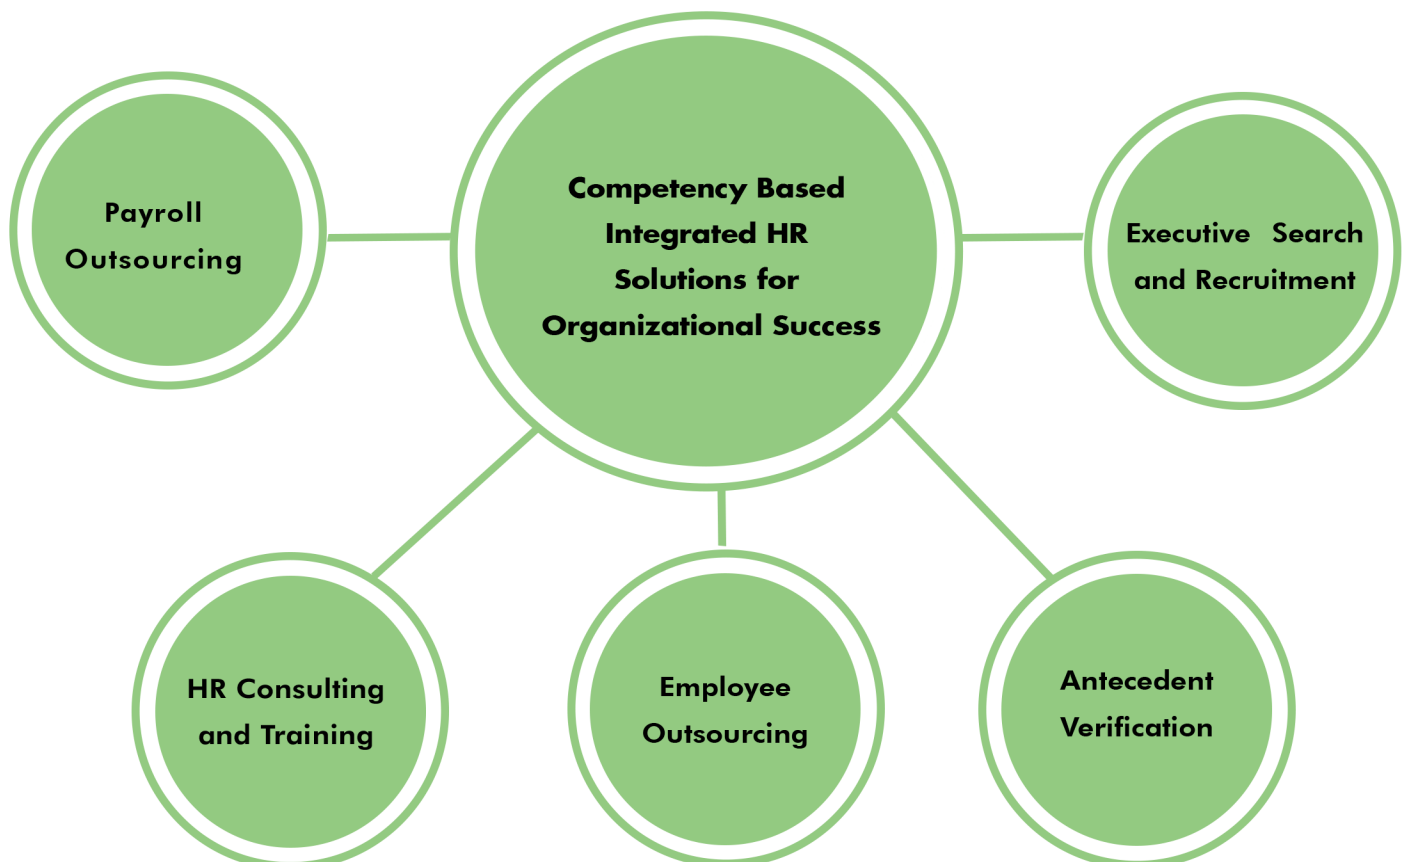 Competency Based
Integrated HR
Solutions for
Organizational Success
Payroll
Outsourcing
Executive Search
and Recruitment
HR Consulting
and Training
Employee
Outsourcing
Antecedent
Verification